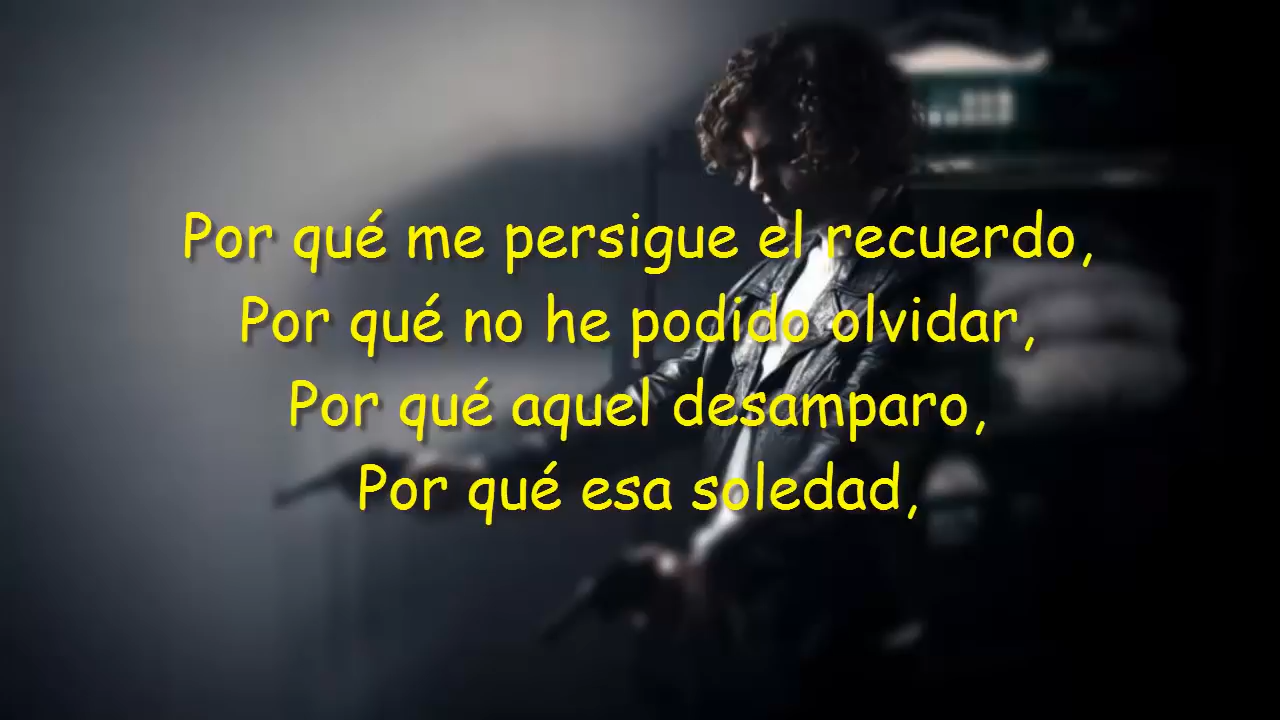 Por qué me persigue el recuerdo,
Por qué no he podido olvidar,
Por qué aquel desamparo,
Por qué esa soledad,